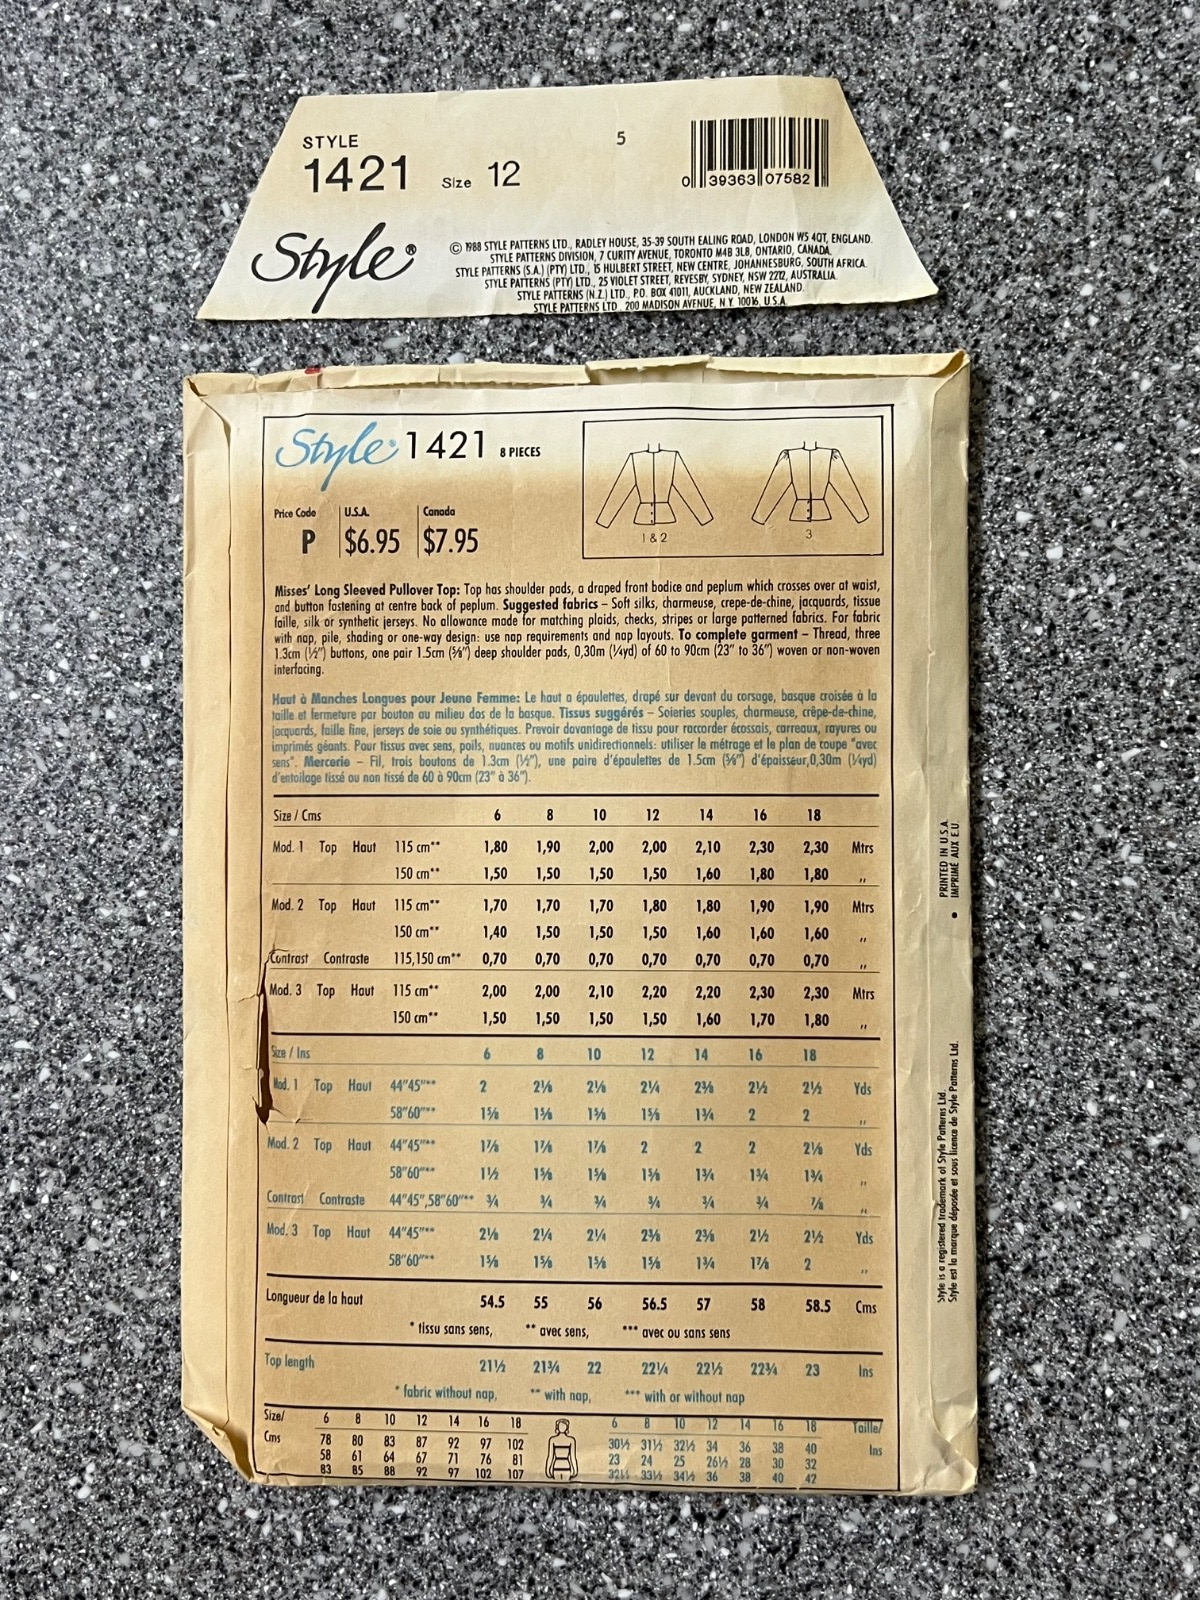 STYLE
1421 Size 12
5
0 39363 07582
Style®
© 1988 STYLE PATTERNS LTD., RADLEY HOUSE, 35-39 SOUTH EALING ROAD, LONDON W5 4QT, ENGLAND.
STYLE PATTERNS DIVISION, 7 CURITY AVENUE, TORONTO M4B 3L8, ONTARIO, CANADA.
STYLE PATTERNS (S.A.) (PTY) LTD., 15 HULBERT STREET, NEW CENTRE, JOHANNESBURG, SOUTH AFRICA.
STYLE PATTERNS (PTY) LTD. 25 VIOLET STREET, REVESBY, SYDNEY, NSW 2212, AUSTRALIA.
STYLE PATTERNS (N.Z.) LTD., P.O. BOX 41011, AUCKLAND, NEW ZEALAND.
STYLE PATTERNS LTD. 200 MADISON AVENUE, N.Y. 10016, U.S.A.
Style® 1421 8 PIECES
Price Code U.S.A. Canada
P $6.95 $7.95
1 & 2 3
Misses' Long Sleeved Pullover Top: Top has shoulder pads, a draped front bodice and peplum which crosses over at waist,
and button fastening at centre back of peplum. Suggested fabrics – Soft silks, charmeuse, crepe-de-chine, jacquards, tissue
faille, silk or synthetic jerseys. No allowance made for matching plaids, checks, stripes or large patterned fabrics. For fabric
with nap, pile, shading or one-way design: use nap requirements and nap layouts. To complete garment – Thread, three
1.3cm (½") buttons, one pair 1.5cm (⅝") deep shoulder pads, 0,30m (¼yd) of 60 to 90cm (23" to 36") woven or non-woven
interfacing.
Haut à Manches Longues pour Jeune Femme: Le haut a épaulettes, drapé sur devant du corsage, basque croisée à la
taille et fermeture par bouton au milieu dos de la basque. Tissus suggérés – Soieries souples, charmeuse, crêpe-de-chine,
jacquards, faille fine, jerseys de soie ou synthétiques. Prevoir davantage de tissu pour raccorder écossais, carreaux, rayures ou
imprimés géants. Pour tissus avec sens, poils, nuances ou motifs unidirectionnels: utiliser le métrage et le plan de coupe "avec
sens". Mercerie – Fil, trois boutons de 1.3cm (½"), une paire d'épaulettes de 1.5cm (⅝") d'épaisseur,0,30m (¼yd)
d'entoilage tissé ou non tissé de 60 à 90cm (23" à 36").
Size / Cms 6 8 10 12 14 16 18
Mod. 1 Top Haut 115 cm** 1,80 1,90 2,00 2,00 2,10 2,30 2,30 Mtrs
150 cm** 1,50 1,50 1,50 1,50 1,60 1,80 1,80 ,,
Mod. 2 Top Haut 115 cm** 1,70 1,70 1,70 1,80 1,80 1,90 1,90 Mtrs
150 cm** 1,40 1,50 1,50 1,50 1,60 1,60 1,60 ,,
Contrast Contraste 115,150 cm** 0,70 0,70 0,70 0,70 0,70 0,70 0,70 ,,
Mod. 3 Top Haut 115 cm** 2,00 2,00 2,10 2,20 2,20 2,30 2,30 Mtrs
150 cm** 1,50 1,50 1,50 1,50 1,60 1,70 1,80 ,,
Size / Ins 6 8 10 12 14 16 18
Mod. 1 Top Haut 44"45"** 2 2⅛ 2⅛ 2¼ 2⅜ 2½ 2½ Yds
58"60"** 1⅝ 1⅝ 1⅝ 1⅝ 1¾ 2 2 ,,
Mod. 2 Top Haut 44"45"** 1⅞ 1⅞ 1⅞ 2 2 2 2⅛ Yds
58"60"** 1½ 1⅝ 1⅝ 1⅝ 1¾ 1¾ 1¾ ,,
Contrast Contraste 44"45",58"60"** ¾ ¾ ¾ ¾ ¾ ¾ ⅞ ,,
Mod. 3 Top Haut 44"45"** 2⅛ 2¼ 2¼ 2⅜ 2⅜ 2½ 2½ Yds
58"60"** 1⅝ 1⅝ 1⅝ 1⅝ 1¾ 1⅞ 2 ,,
Longueur de la haut 54.5 55 56 56.5 57 58 58.5 Cms
* tissu sans sens, ** avec sens, *** avec ou sans sens
Top length 21½ 21¾ 22 22¼ 22½ 22¾ 23 Ins
* fabric without nap, ** with nap, *** with or without nap
Size/ 6 8 10 12 14 16 18 6 8 10 12 14 16 18 Taille/
Cms 78 80 83 87 92 97 102 30½ 31½ 32½ 34 36 38 40 Ins
58 61 64 67 71 76 81 23 24 25 26½ 28 30 32
83 85 88 92 97 102 107 32½ 33½ 34½ 36 38 40 42
• PRINTED IN U.S.A.
IMPRIMÉ AUX E.U.
Style is a registered trademark of Style Patterns Ltd.
Style est la marque déposée et sous licence de Style Patterns Ltd.